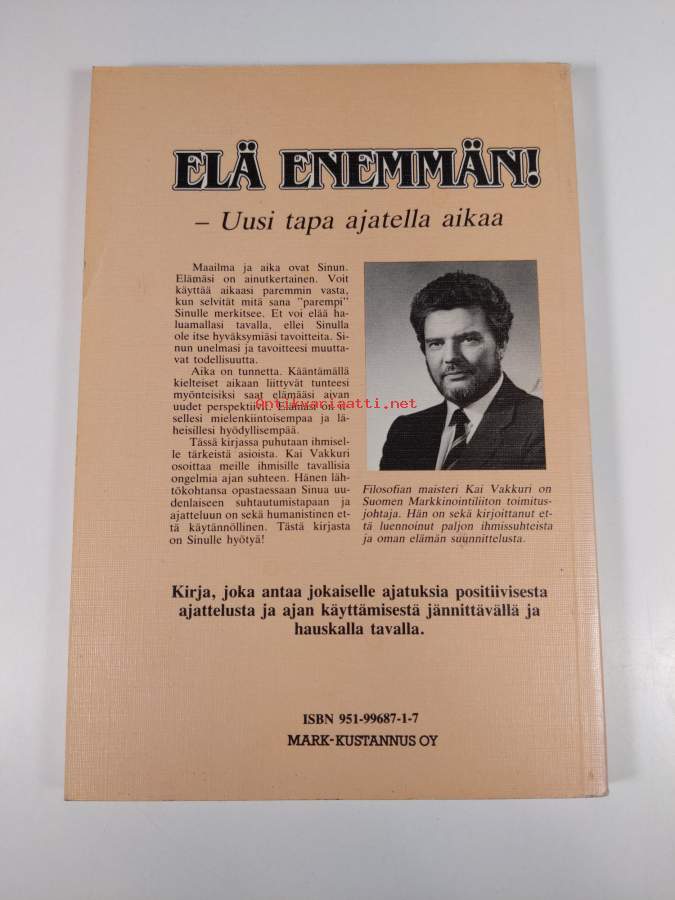 ELÄ ENEMMÄN!
– Uusi tapa ajatella aikaa
Maailma ja aika ovat Sinun.
Elämäsi on ainutkertainen. Voit
käyttää aikaasi paremmin vasta,
kun selvität mitä sana "parempi"
Sinulle merkitsee. Et voi elää ha-
luamallasi tavalla, ellei Sinulla
ole itse hyväksymiäsi tavoitteita. Si-
nun unelmasi ja tavoitteesi muutta-
vat todellisuutta.
Aika on tunnetta. Kääntämällä
kielteiset aikaan liittyvät tunteesi
myönteisiksi saat elämääsi aivan
uudet perspektiivit. Elämäsi on it-
sellesi mielenkiintoisempaa ja lä-
heisillesi hyödyllisempää.
Tässä kirjassa puhutaan ihmisel-
le tärkeistä asioista. Kai Vakkuri
osoittaa meille ihmisille tavallisia
ongelmia ajan suhteen. Hänen läh-
tökohtansa opastaessaan Sinua uu-
denlaiseen suhtautumistapaan ja
ajatteluun on sekä humanistinen et-
tä käytännöllinen. Tästä kirjasta
on Sinulle hyötyä!
Antikvariaatti.net
Filosofian maisteri Kai Vakkuri on
Suomen Markkinointiliiton toimitus-
johtaja. Hän on sekä kirjoittanut et-
tä luennoinut paljon ihmissuhteista
ja oman elämän suunnittelusta.
Kirja, joka antaa jokaiselle ajatuksia positiivisesta
ajattelusta ja ajan käyttämisestä jännittävällä ja
hauskalla tavalla.
ISBN 951-99687-1-7
MARK-KUSTANNUS OY